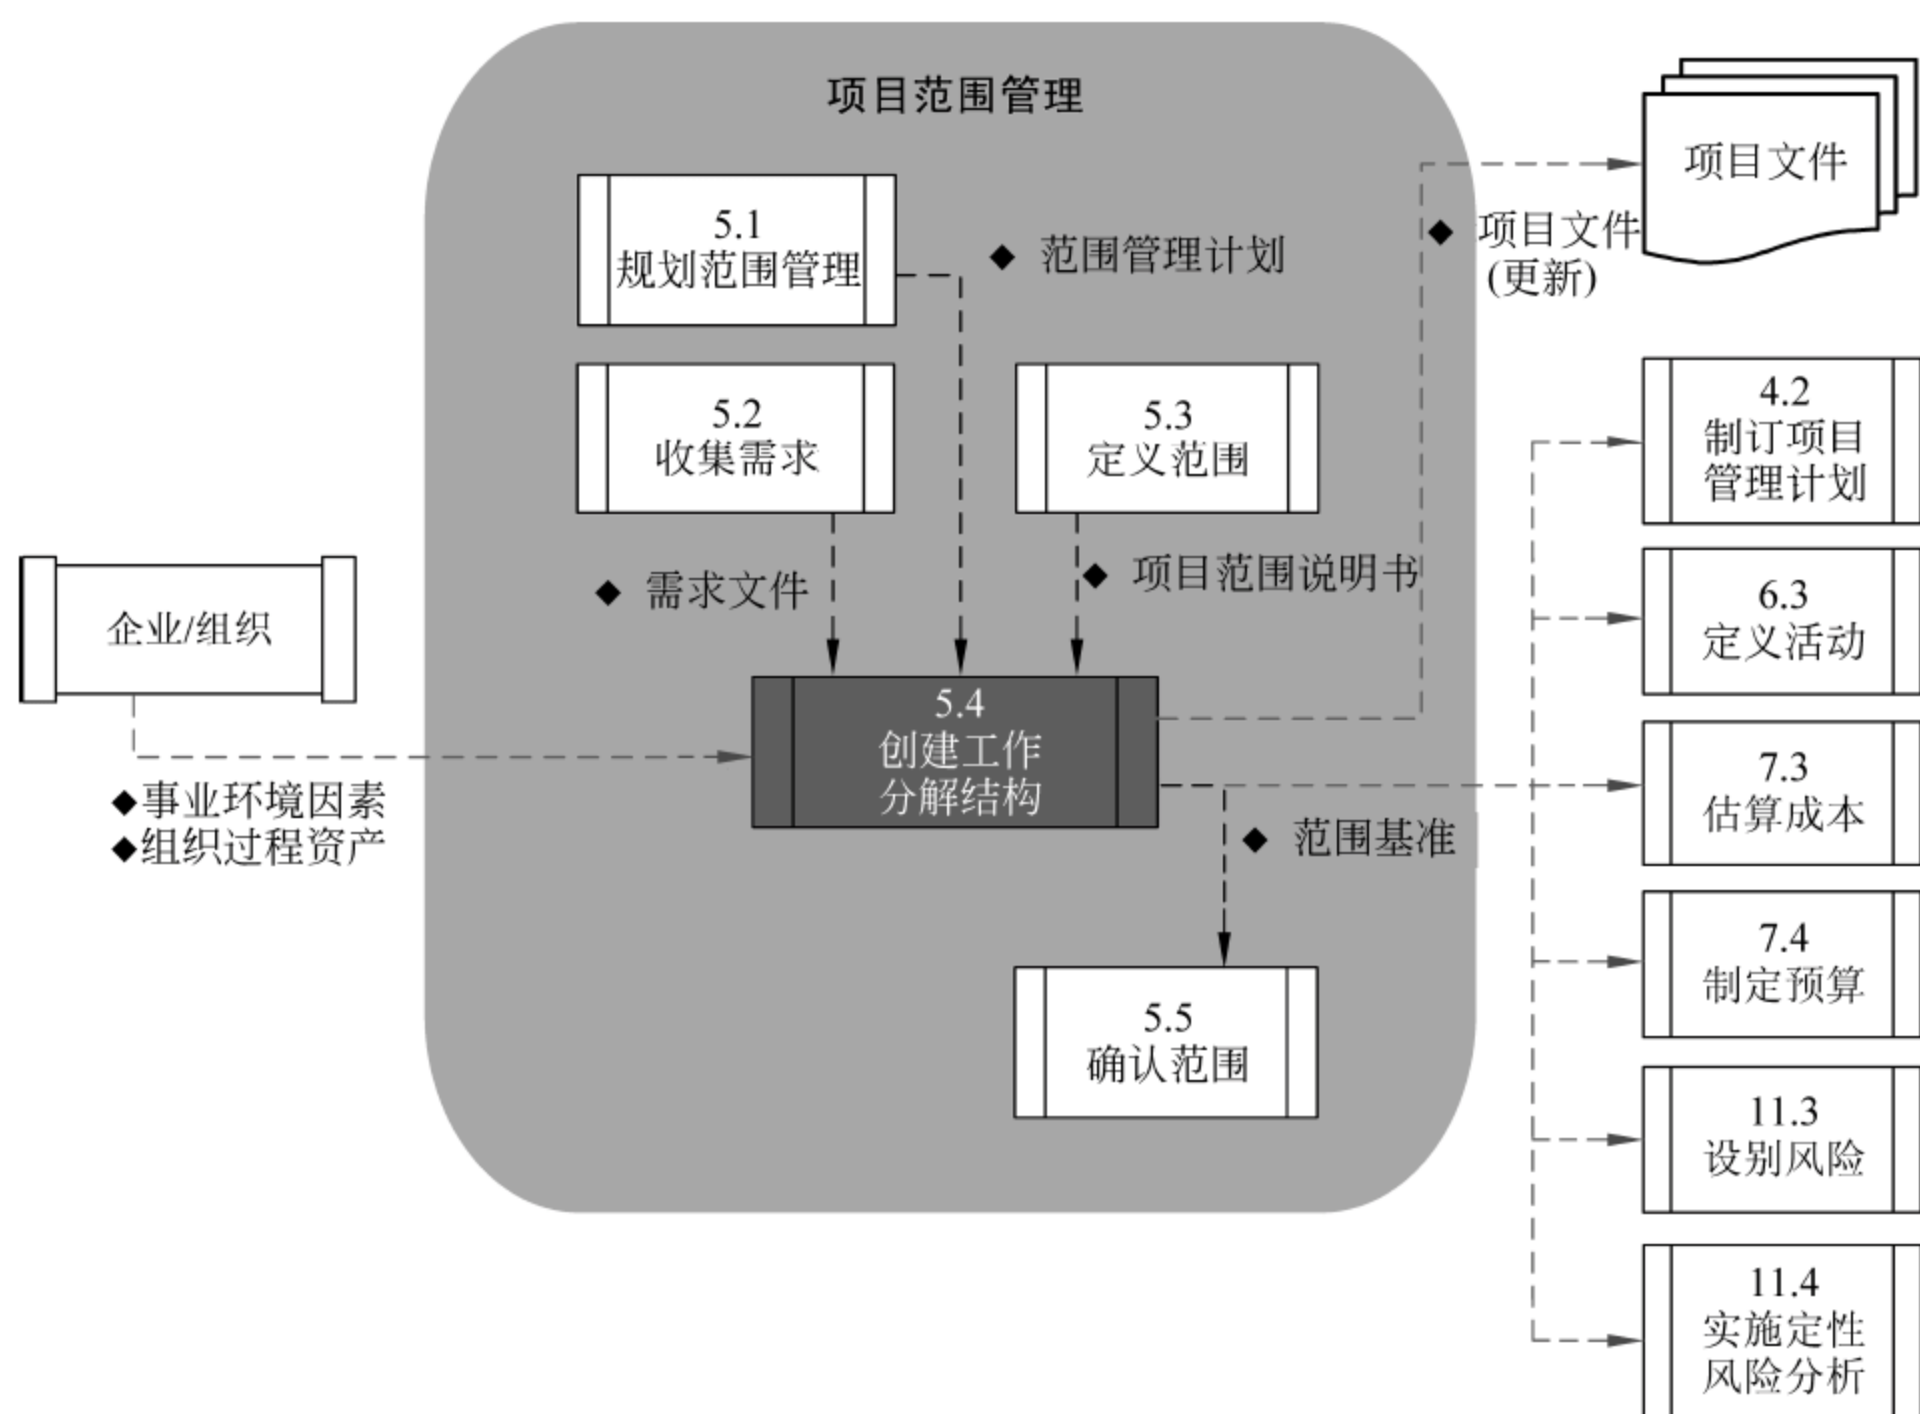 项目范围管理
5.1
规划范围管理
◆ 范围管理计划
5.2
收集需求
5.3
定义范围
◆ 需求文件
◆ 项目范围说明书
企业/组织
◆事业环境因素
◆组织过程资产
5.4
创建工作
分解结构
◆ 范围基准
5.5
确认范围
项目文件
◆ 项目文件
(更新)
4.2
制订项目
管理计划
6.3
定义活动
7.3
估算成本
7.4
制定预算
11.3
设别风险
11.4
实施定性
风险分析